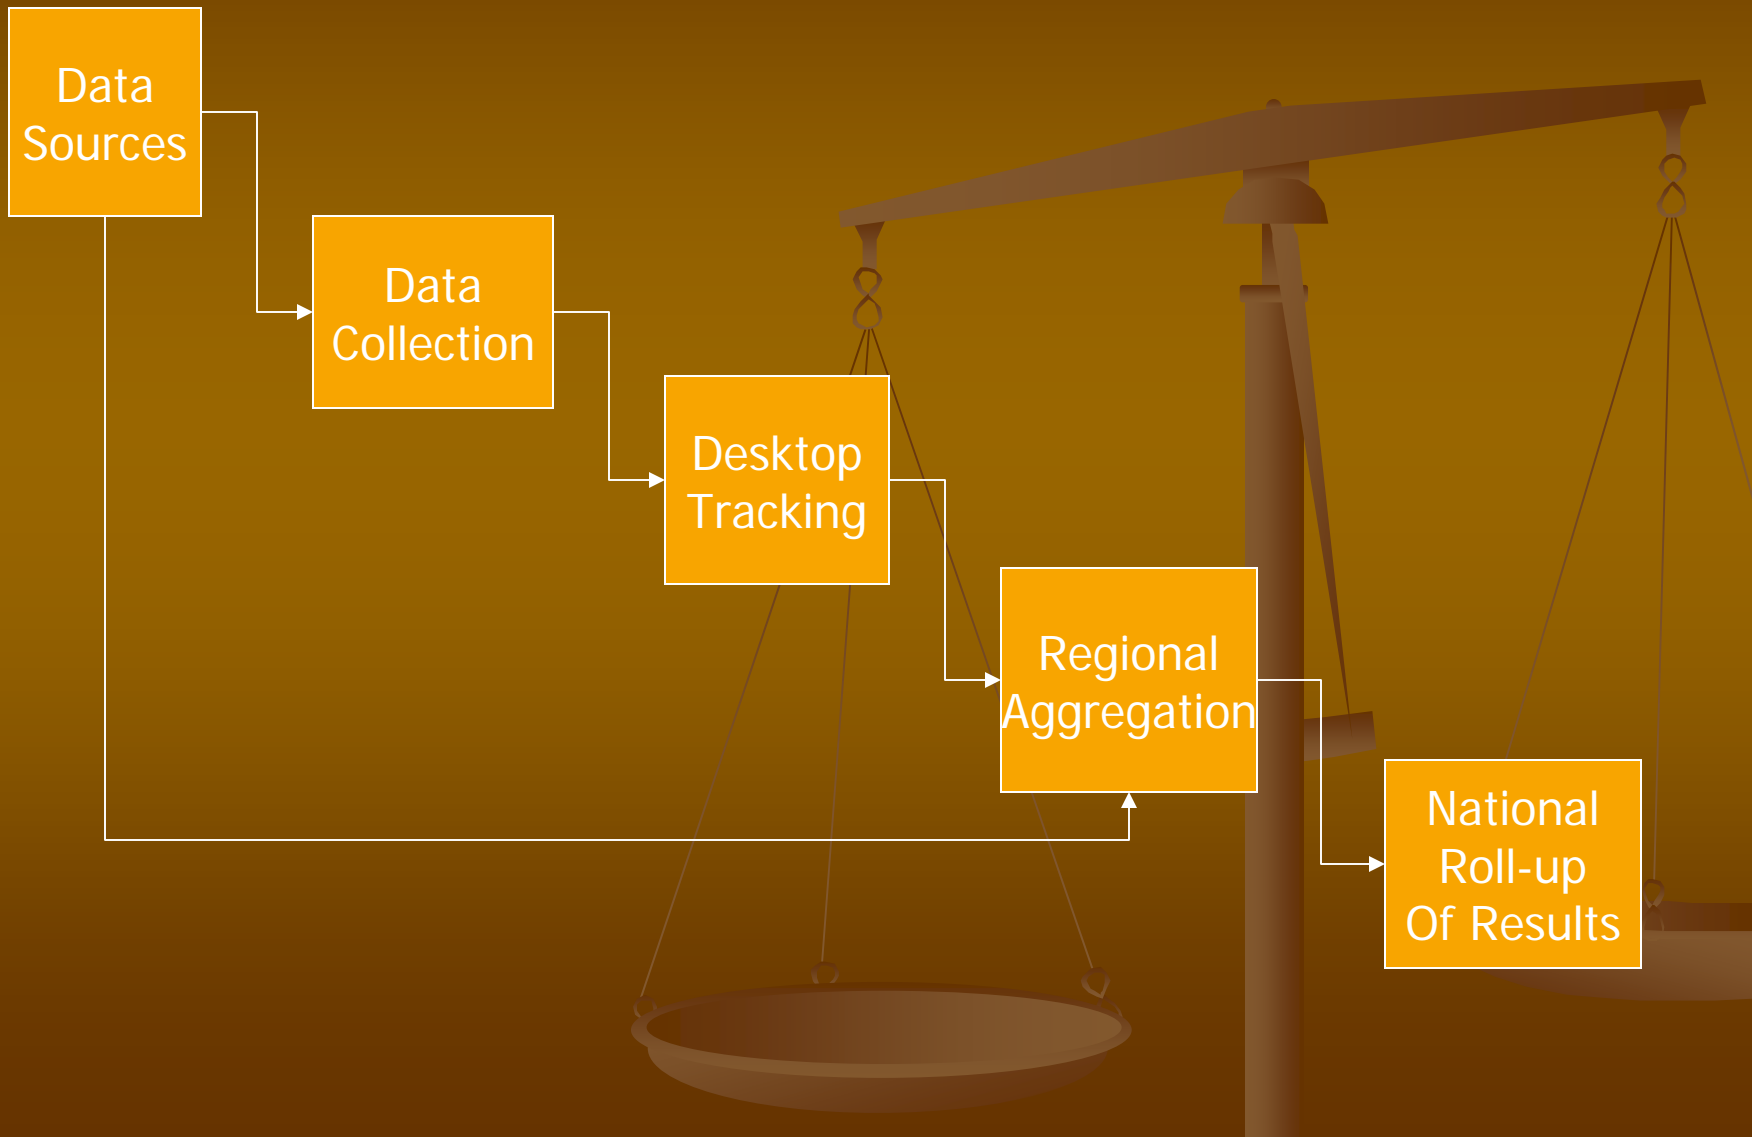 Data
Sources
Data
Collection
Desktop
Tracking
Regional
Aggregation
National
Roll-up
Of Results